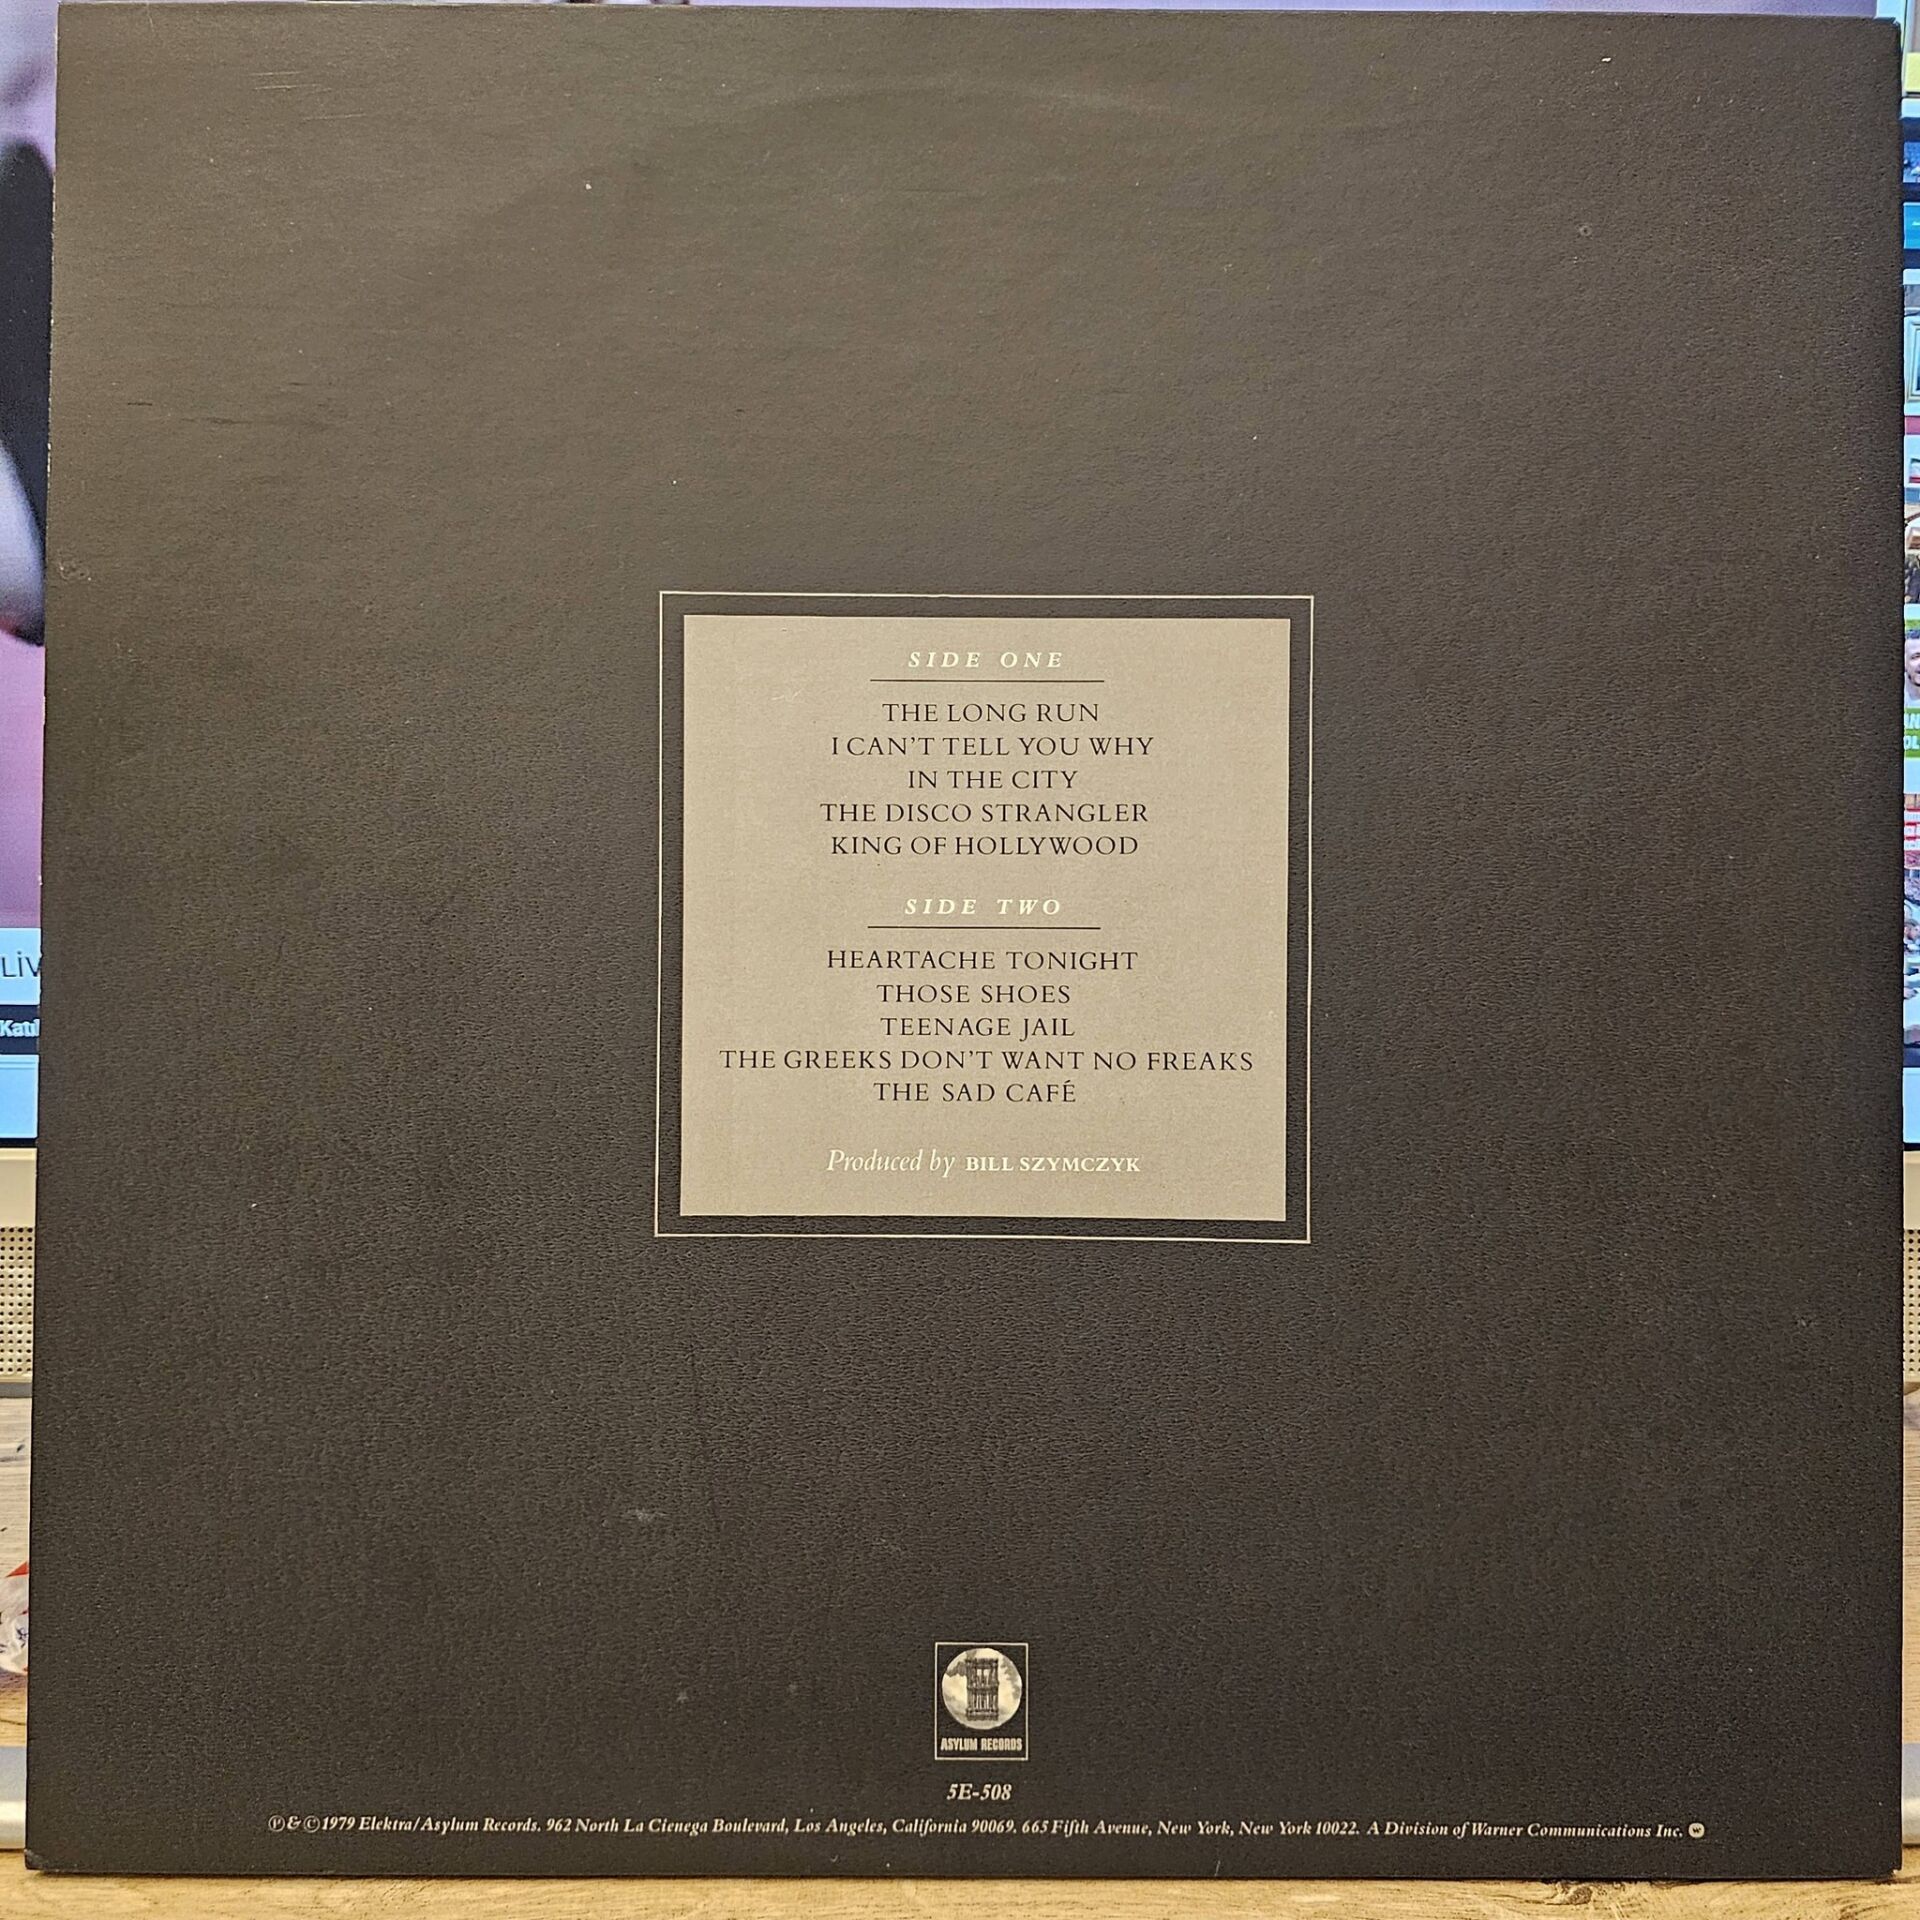 SIDE ONE
THE LONG RUN
I CAN'T TELL YOU WHY
IN THE CITY
THE DISCO STRANGLER
KING OF HOLLYWOOD
SIDE TWO
HEARTACHE TONIGHT
THOSE SHOES
TEENAGE JAIL
THE GREEKS DON'T WANT NO FREAKS
THE SAD CAFÉ
Produced by BILL SZYMCZYK
ASYLUM RECORDS
5E-508
℗ & © 1979 Elektra/Asylum Records. 962 North La Cienega Boulevard, Los Angeles, California 90069. 665 Fifth Avenue, New York, New York 10022. A Division of Warner Communications Inc.